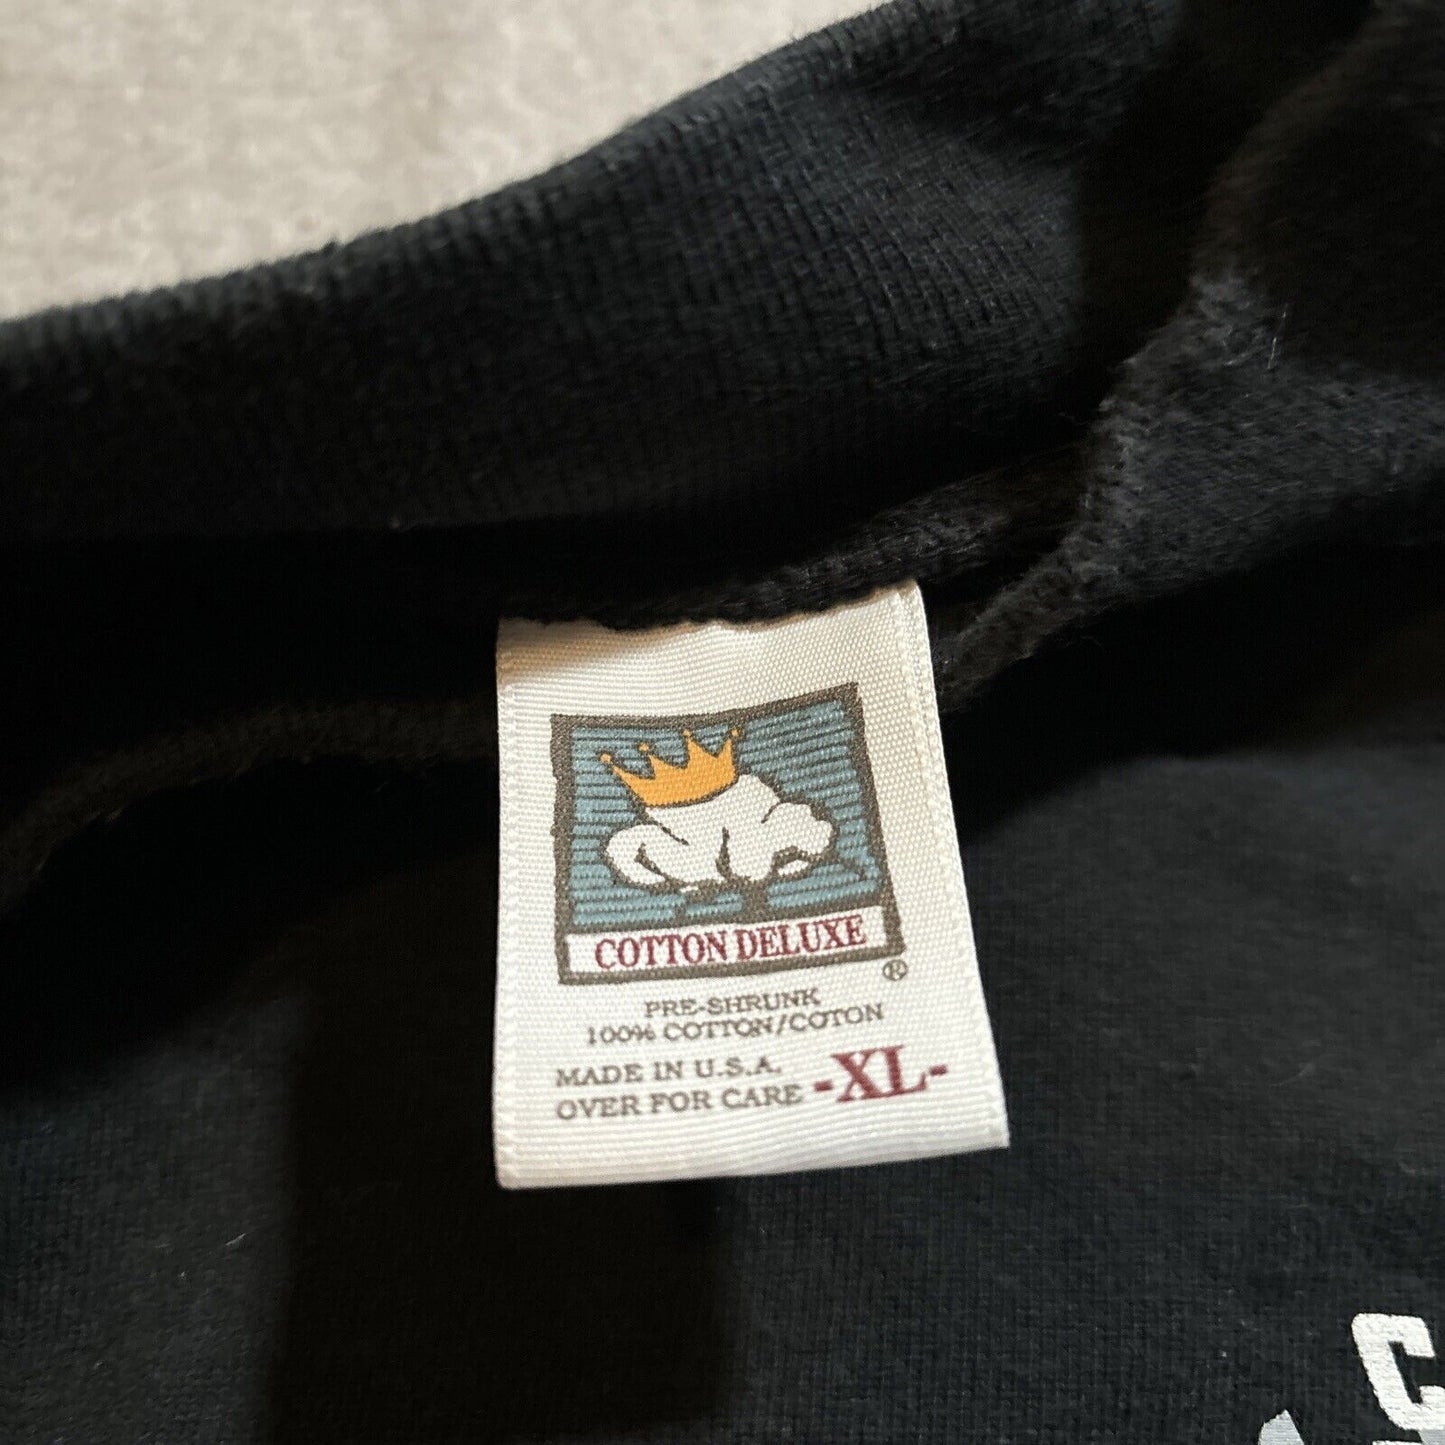 COTTON DELUXE
®
PRE-SHRUNK
100% COTTON/COTON
MADE IN U.S.A.
OVER FOR CARE
-XL-
C